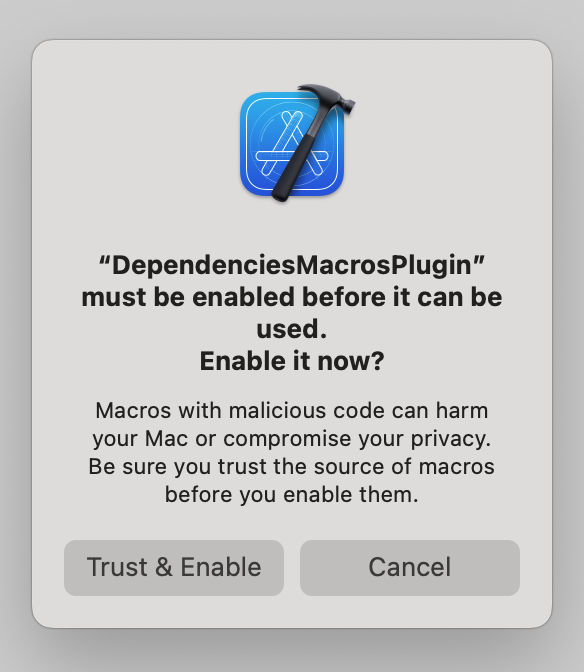 “DependenciesMacrosPlugin”
must be enabled before it can be
used.
Enable it now?
Macros with malicious code can harm
your Mac or compromise your privacy.
Be sure you trust the source of macros
before you enable them.
Trust & Enable
Cancel